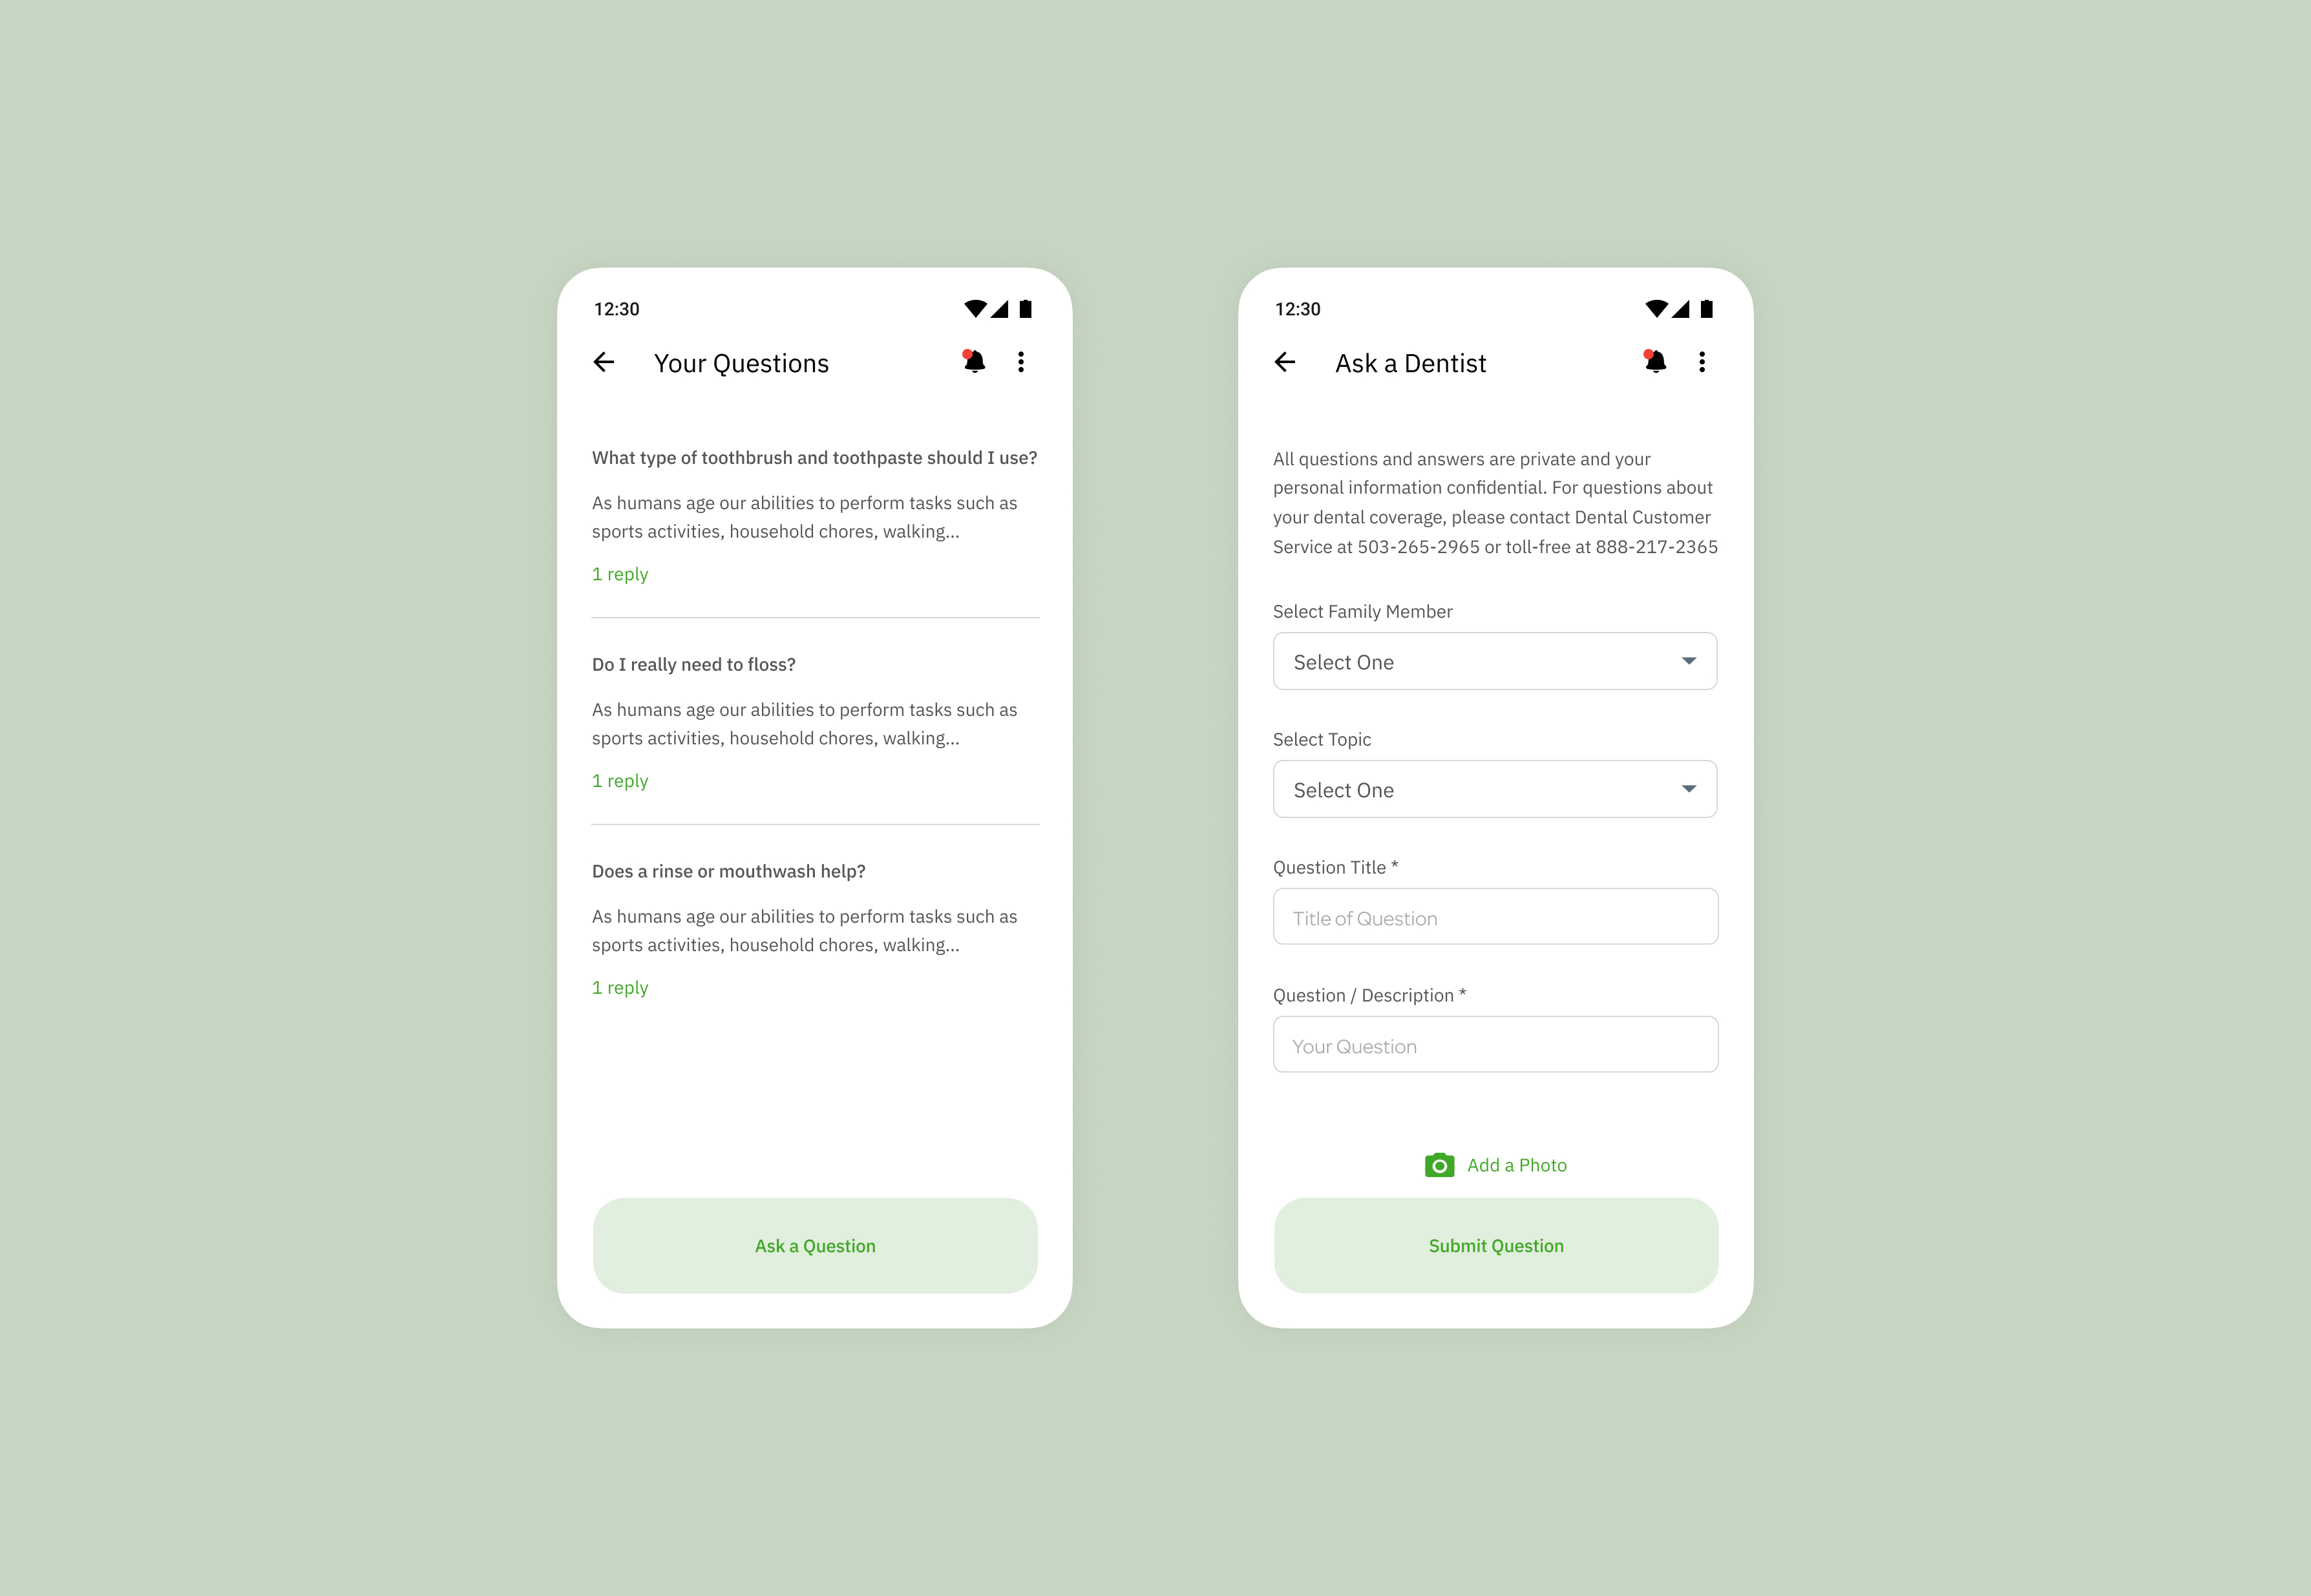 12:30
Your Questions
What type of toothbrush and toothpaste should I use?
As humans age our abilities to perform tasks such as
sports activities, household chores, walking...
1 reply
Do I really need to floss?
As humans age our abilities to perform tasks such as
sports activities, household chores, walking...
1 reply
Does a rinse or mouthwash help?
As humans age our abilities to perform tasks such as
sports activities, household chores, walking...
1 reply
Ask a Question
12:30
Ask a Dentist
All questions and answers are private and your
personal information confidential. For questions about
your dental coverage, please contact Dental Customer
Service at 503-265-2965 or toll-free at 888-217-2365
Select Family Member
Select One
Select Topic
Select One
Question Title *
Title of Question
Question / Description *
Your Question
Add a Photo
Submit Question